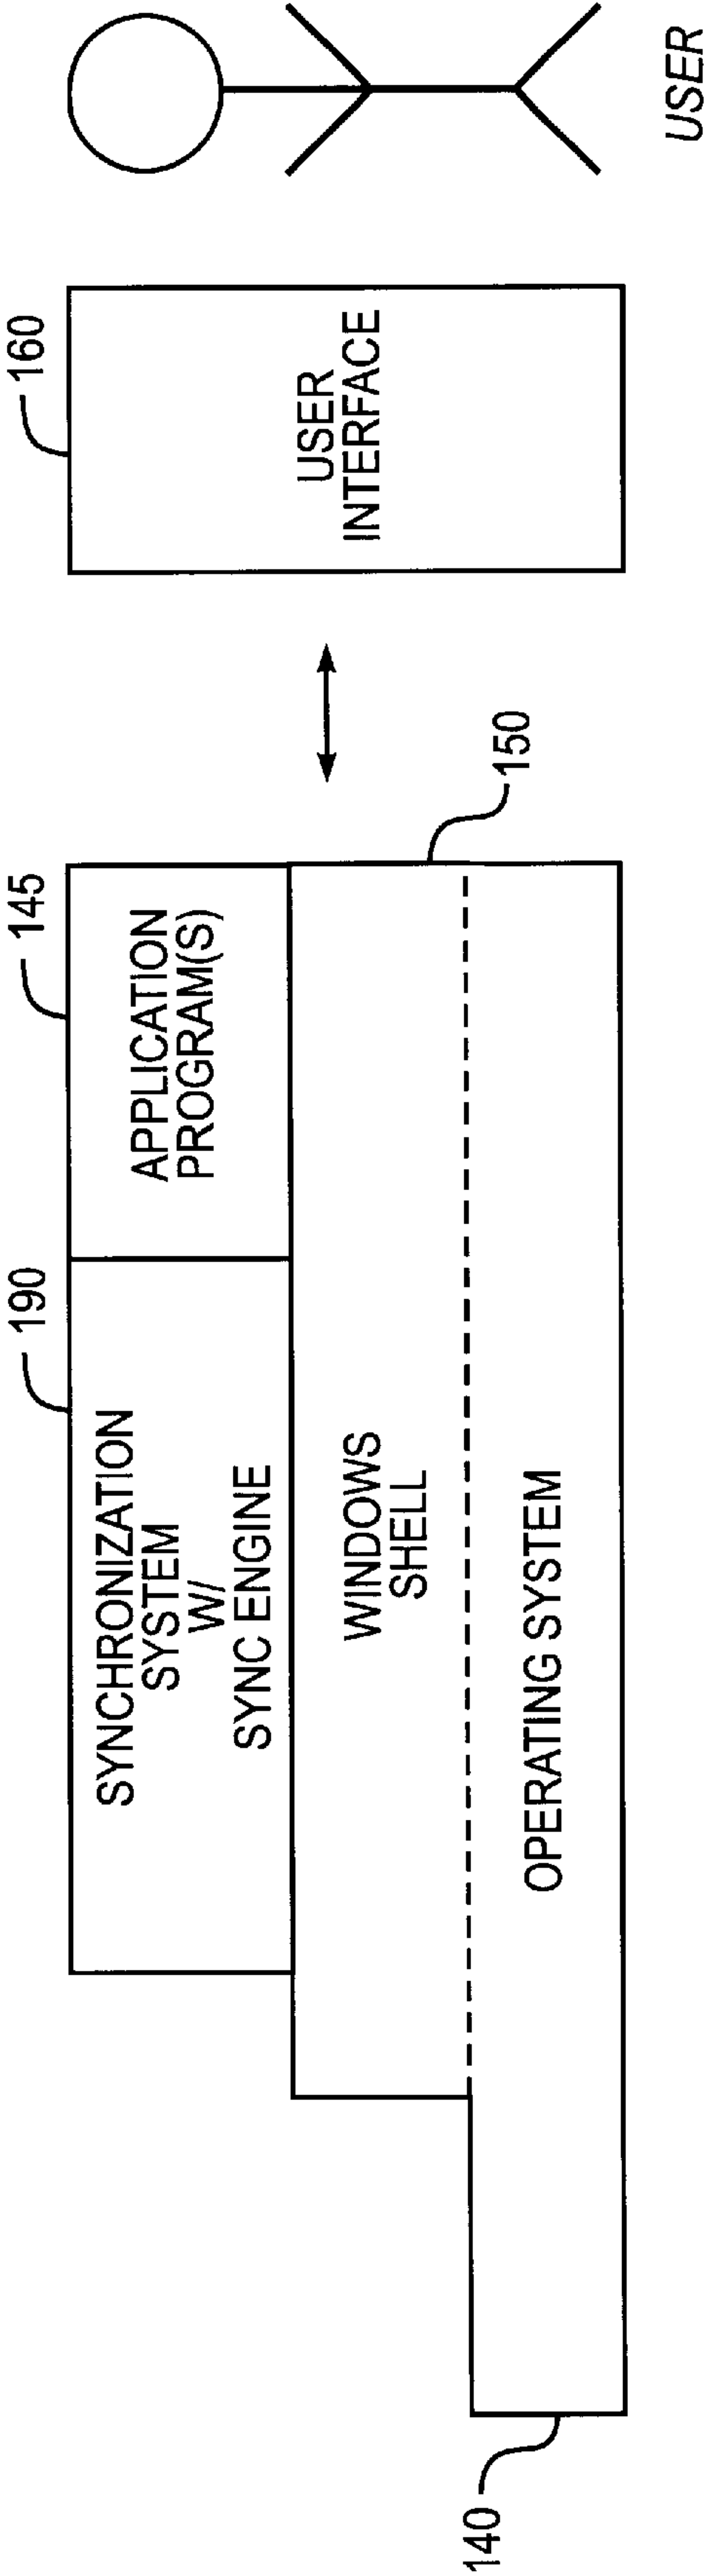 190
145
160
SYNCHRONIZATION
SYSTEM
W/
SYNC ENGINE
APPLICATION
PROGRAM(S)
WINDOWS
SHELL
OPERATING SYSTEM
140
150
USER
INTERFACE
USER